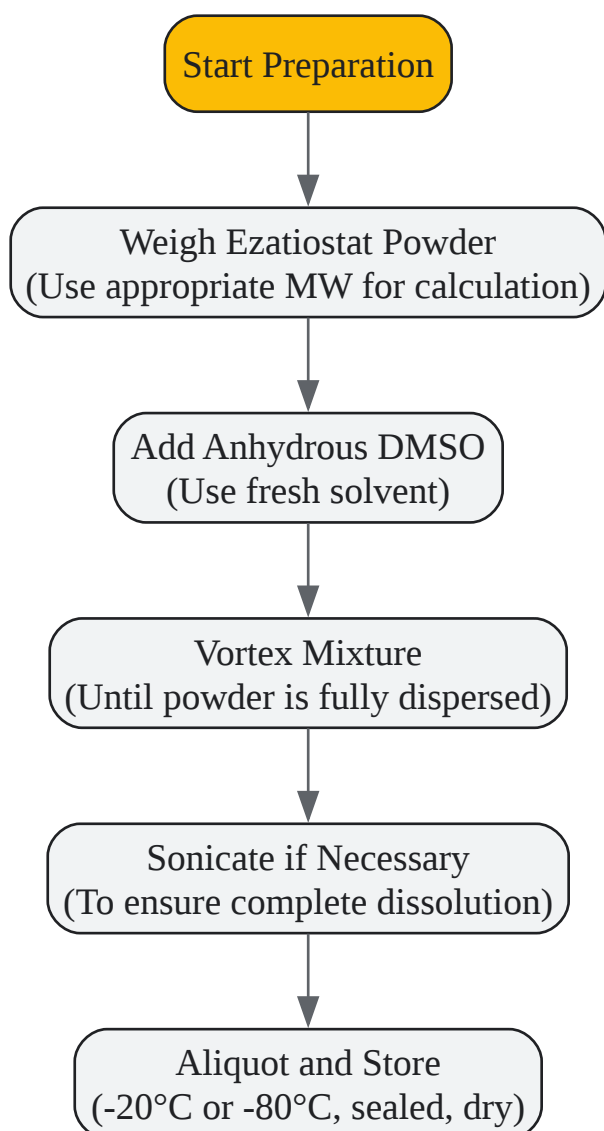 Start Preparation
Weigh Ezatiostat Powder
(Use appropriate MW for calculation)
Add Anhydrous DMSO
(Use fresh solvent)
Vortex Mixture
(Until powder is fully dispersed)
Sonicate if Necessary
(To ensure complete dissolution)
Aliquot and Store
(-20°C or -80°C, sealed, dry)